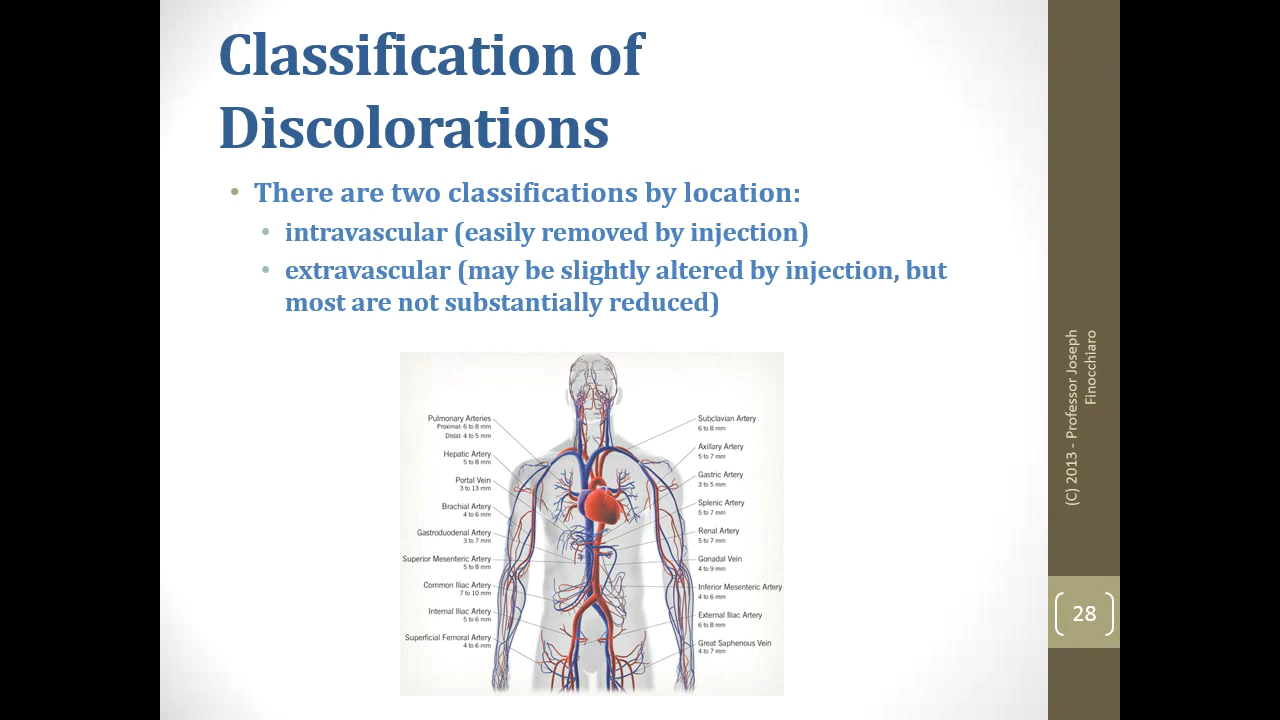 Classification of
Discolorations
• There are two classifications by location:
• intravascular (easily removed by injection)
• extravascular (may be slightly altered by injection, but
most are not substantially reduced)
Pulmonary Arteries
Proximal: 6 to 8 mm
Distal: 4 to 5 mm
Hepatic Artery
5 to 8 mm
Portal Vein
3 to 13 mm
Brachial Artery
4 to 6 mm
Gastroduodenal Artery
3 to 7 mm
Superior Mesenteric Artery
5 to 8 mm
Common Iliac Artery
7 to 10 mm
Internal Iliac Artery
5 to 6 mm
Superficial Femoral Artery
4 to 6 mm
Subclavian Artery
6 to 8 mm
Axillary Artery
5 to 7 mm
Gastric Artery
3 to 5 mm
Splenic Artery
5 to 7 mm
Renal Artery
5 to 7 mm
Gonadal Vein
4 to 9 mm
Inferior Mesenteric Artery
4 to 6 mm
External Iliac Artery
6 to 8 mm
Great Saphenous Vein
4 to 7 mm
(C) 2013 - Professor Joseph
Finocchiaro
28